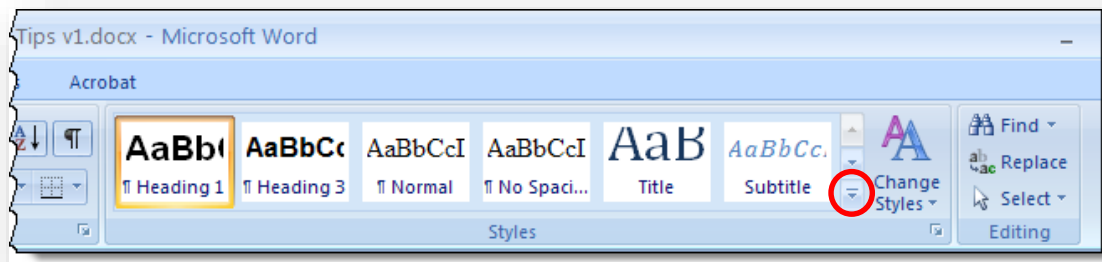 Tips v1.docx - Microsoft Word
Acrobat
AaBb( AaBbCc AaBbCcI AaBbCcI AaB AaBbCc.
¶ Heading 1 ¶ Heading 3 ¶ Normal ¶ No Spaci... Title Subtitle
Change
Styles
Styles
Find
Replace
Select
Editing